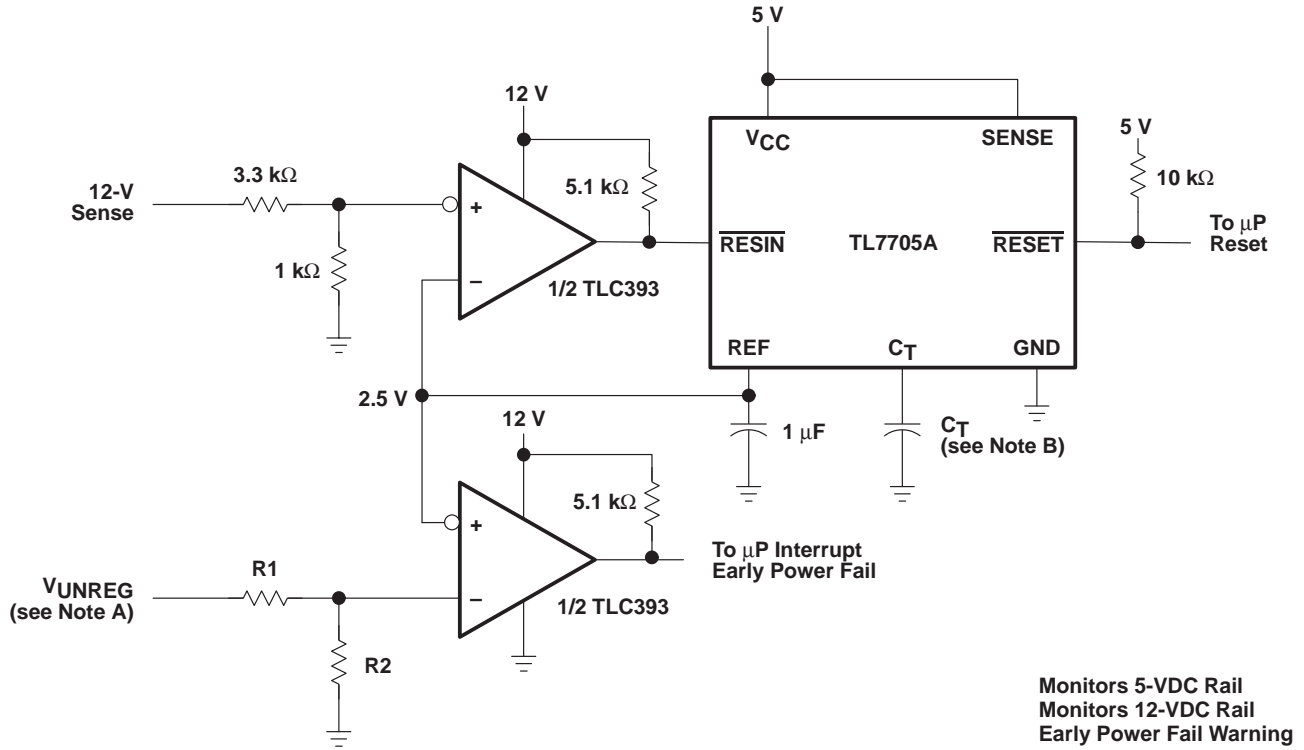 5 V
12 V
VCC
SENSE
5 V
3.3 kΩ
5.1 kΩ
10 kΩ
12-V
Sense
+
RESIN
TL7705A
RESET
To μP
Reset
1 kΩ
–
1/2 TLC393
REF
CT
GND
2.5 V
12 V
1 μF
CT
(see Note B)
5.1 kΩ
+
To μP Interrupt
Early Power Fail
R1
VUNREG
(see Note A)
–
1/2 TLC393
R2
Monitors 5-VDC Rail
Monitors 12-VDC Rail
Early Power Fail Warning